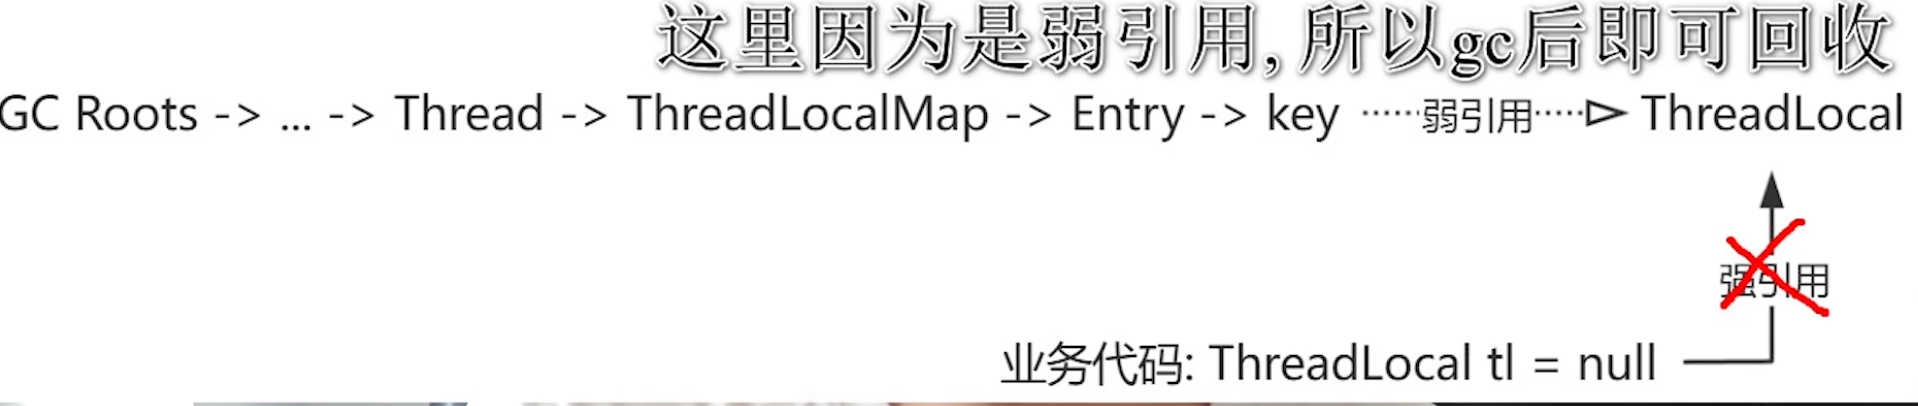 这里因为是弱引用, 所以gc后即可回收
GC Roots -> ... -> Thread -> ThreadLocalMap -> Entry -> key ······弱引用·····▷ ThreadLocal
强引用
业务代码: ThreadLocal tl = null